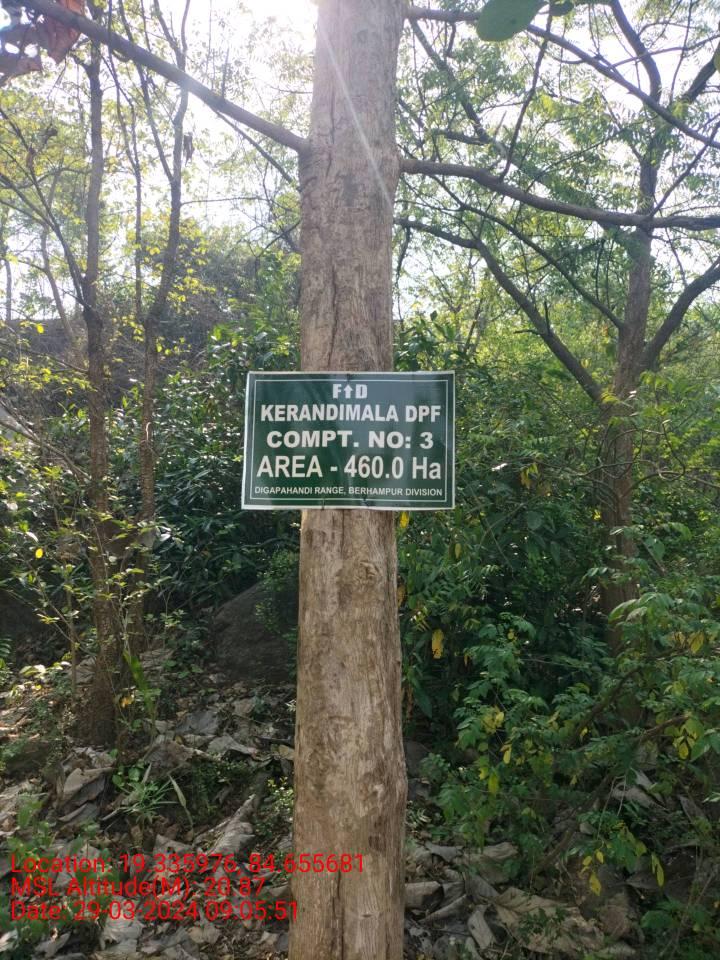 F↑D
KERANDIMALA DPF
COMPT. NO: 3
AREA - 460.0 Ha
DIGAPAHANDI RANGE, BERHAMPUR DIVISION
Location: 19.335976, 84.655681
MSL Altitude(M): 20.87
Date: 29-03-2024 09:05:51